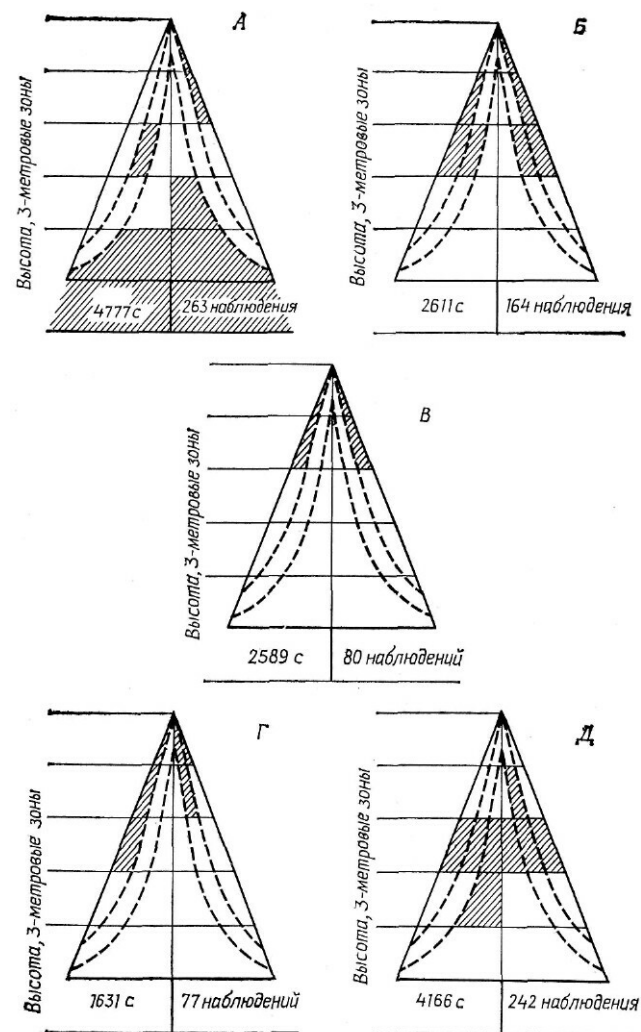 А
Высота, 3-метровые зоны
4777 с
263 наблюдения
Б
Высота, 3-метровые зоны
2611 с
164 наблюдения
В
Высота, 3-метровые зоны
2589 с
80 наблюдений
Г
Высота, 3-метровые зоны
1631 с
77 наблюдений
Д
Высота, 3-метровые зоны
4166 с
242 наблюдения